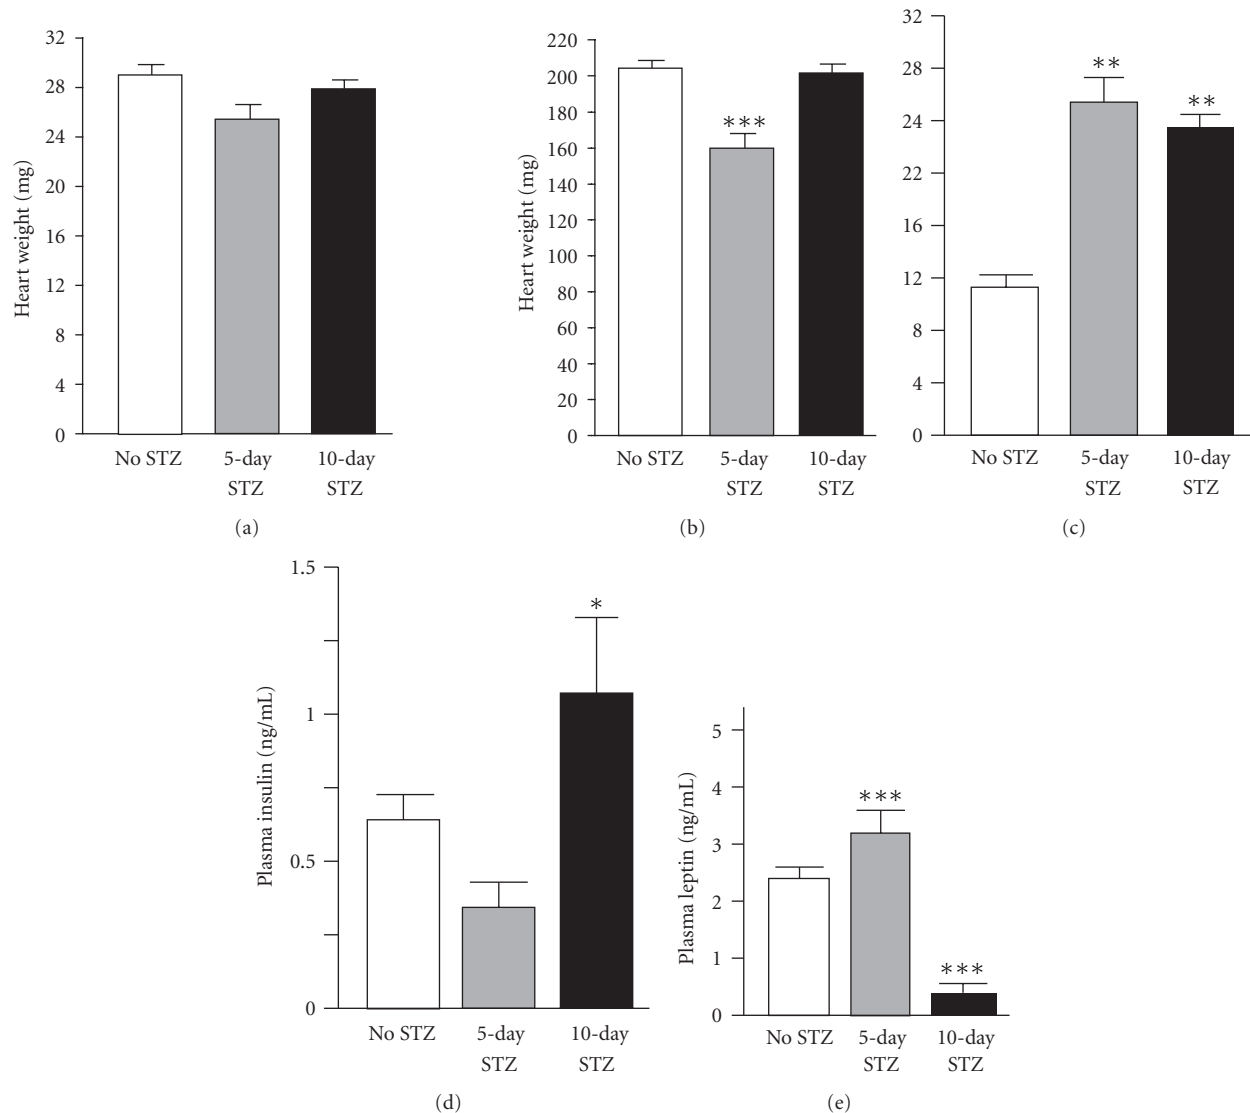 Heart weight (mg)
32
28
24
20
16
12
8
4
0
No STZ
5-day
STZ
10-day
STZ
(a)
Heart weight (mg)
220
200
180
160
140
120
100
80
60
40
20
0
***
No STZ
5-day
STZ
10-day
STZ
(b)
32
28
24
22
16
12
8
4
0
**
**
No STZ
5-day
STZ
10-day
STZ
(c)
Plasma insulin (ng/mL)
1.5
1
0.5
0
*
No STZ
5-day
STZ
10-day
STZ
(d)
Plasma leptin (ng/mL)
5
4
3
2
1
0
***
***
No STZ
5-day
STZ
10-day
STZ
(e)